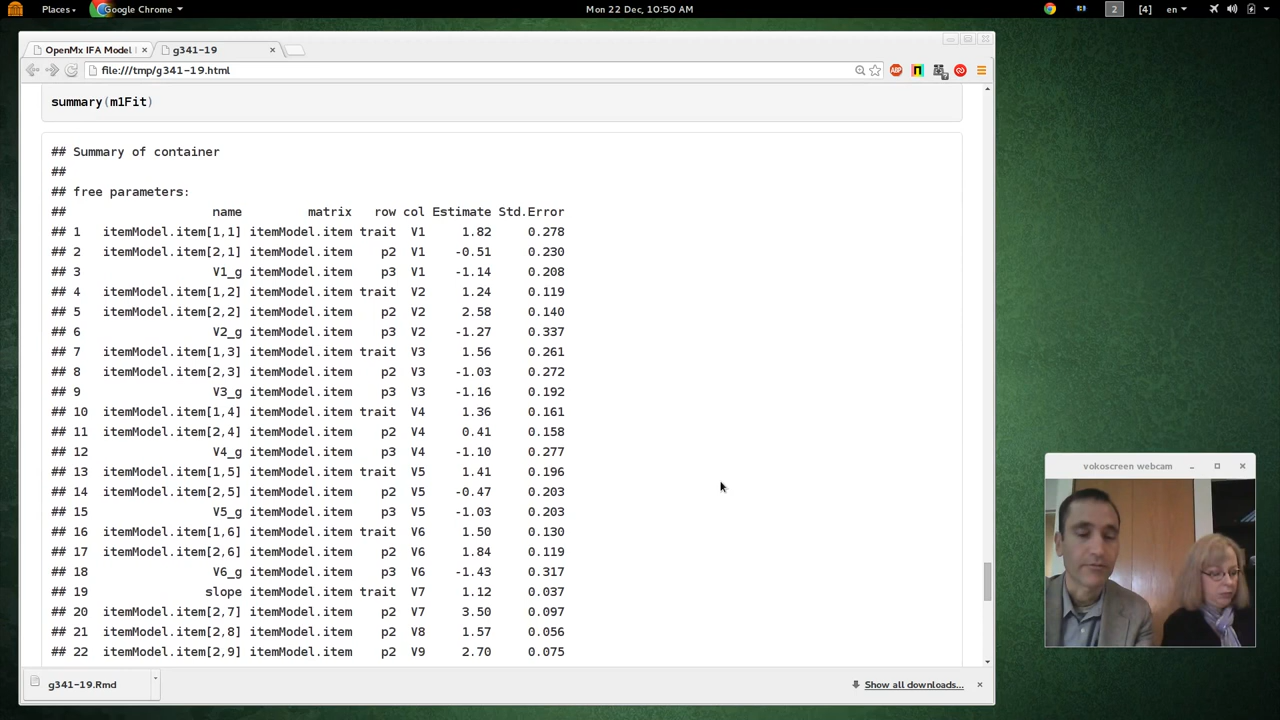 Places Google Chrome Mon 22 Dec, 10:50 AM 2 [4] en
OpenMx IFA Model × g341-19 ×
file:///tmp/g341-19.html
summary(m1Fit)
## Summary of container
##
## free parameters:
## name matrix row col Estimate Std.Error
## 1 itemModel.item[1,1] itemModel.item trait V1 1.82 0.278
## 2 itemModel.item[2,1] itemModel.item p2 V1 -0.51 0.230
## 3 V1_g itemModel.item p3 V1 -1.14 0.208
## 4 itemModel.item[1,2] itemModel.item trait V2 1.24 0.119
## 5 itemModel.item[2,2] itemModel.item p2 V2 2.58 0.140
## 6 V2_g itemModel.item p3 V2 -1.27 0.337
## 7 itemModel.item[1,3] itemModel.item trait V3 1.56 0.261
## 8 itemModel.item[2,3] itemModel.item p2 V3 -1.03 0.272
## 9 V3_g itemModel.item p3 V3 -1.16 0.192
## 10 itemModel.item[1,4] itemModel.item trait V4 1.36 0.161
## 11 itemModel.item[2,4] itemModel.item p2 V4 0.41 0.158
## 12 V4_g itemModel.item p3 V4 -1.10 0.277
## 13 itemModel.item[1,5] itemModel.item trait V5 1.41 0.196
## 14 itemModel.item[2,5] itemModel.item p2 V5 -0.47 0.203
## 15 V5_g itemModel.item p3 V5 -1.03 0.203
## 16 itemModel.item[1,6] itemModel.item trait V6 1.50 0.130
## 17 itemModel.item[2,6] itemModel.item p2 V6 1.84 0.119
## 18 V6_g itemModel.item p3 V6 -1.43 0.317
## 19 slope itemModel.item trait V7 1.12 0.037
## 20 itemModel.item[2,7] itemModel.item p2 V7 3.50 0.097
## 21 itemModel.item[2,8] itemModel.item p2 V8 1.57 0.056
## 22 itemModel.item[2,9] itemModel.item p2 V9 2.70 0.075
vokoscreen webcam
g341-19.Rmd
Show all downloads...